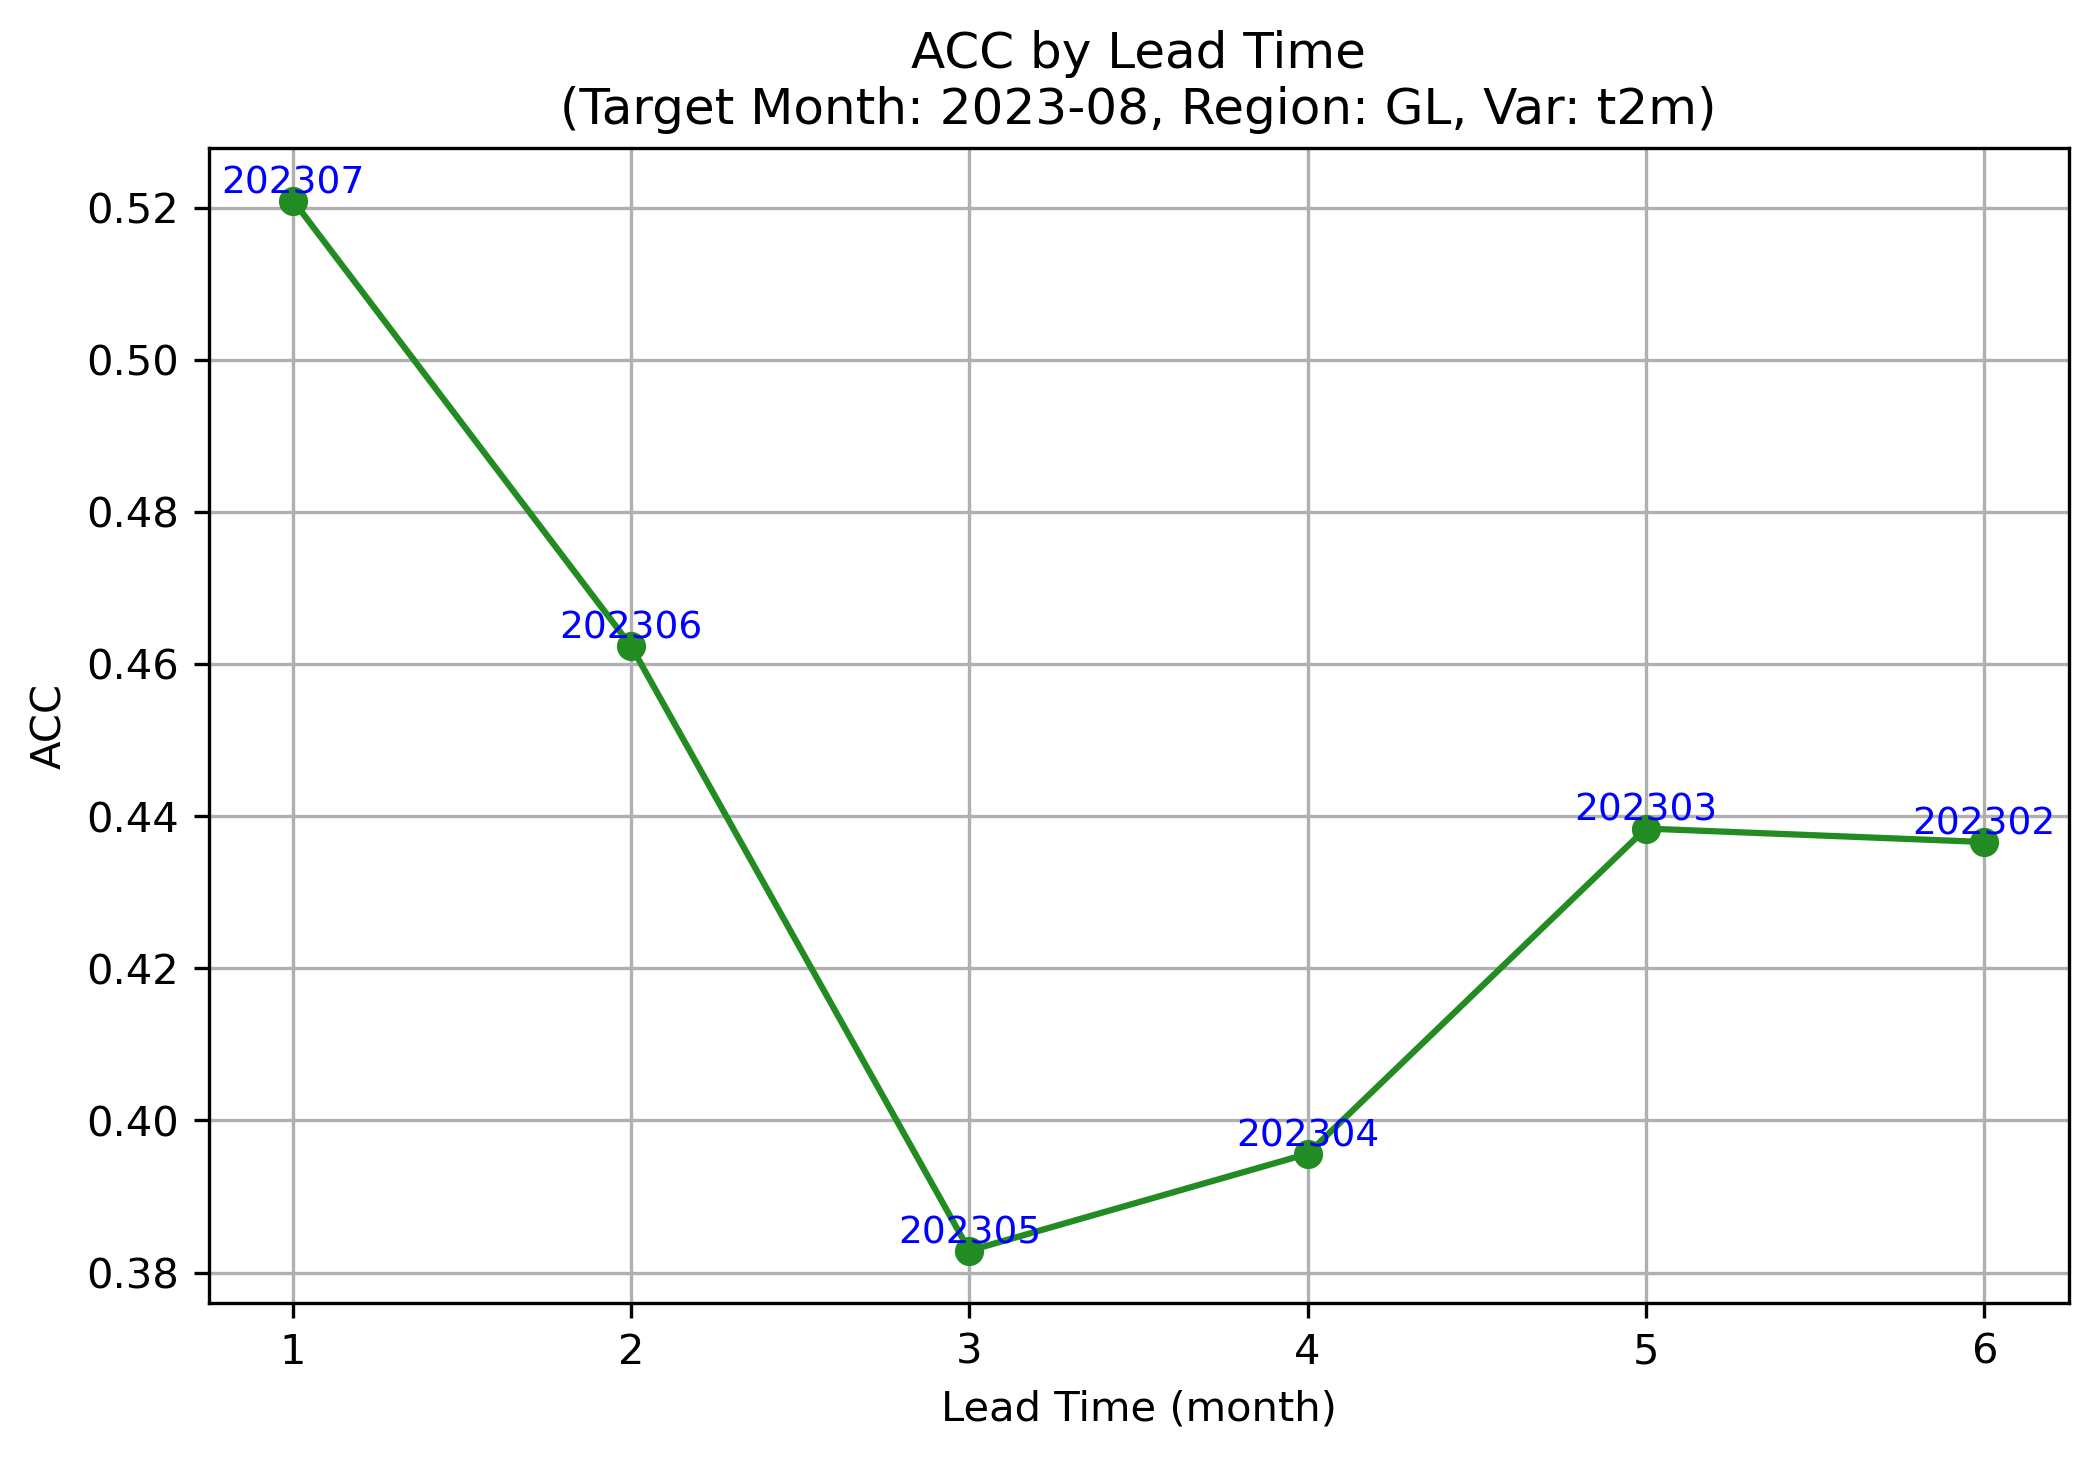 ACC by Lead Time
(Target Month: 2023-08, Region: GL, Var: t2m)
202307
0.52
0.50
0.48
202306
0.46
ACC
0.44
202303
202302
0.42
0.40
202304
202305
0.38
1 2 3 4 5 6
Lead Time (month)